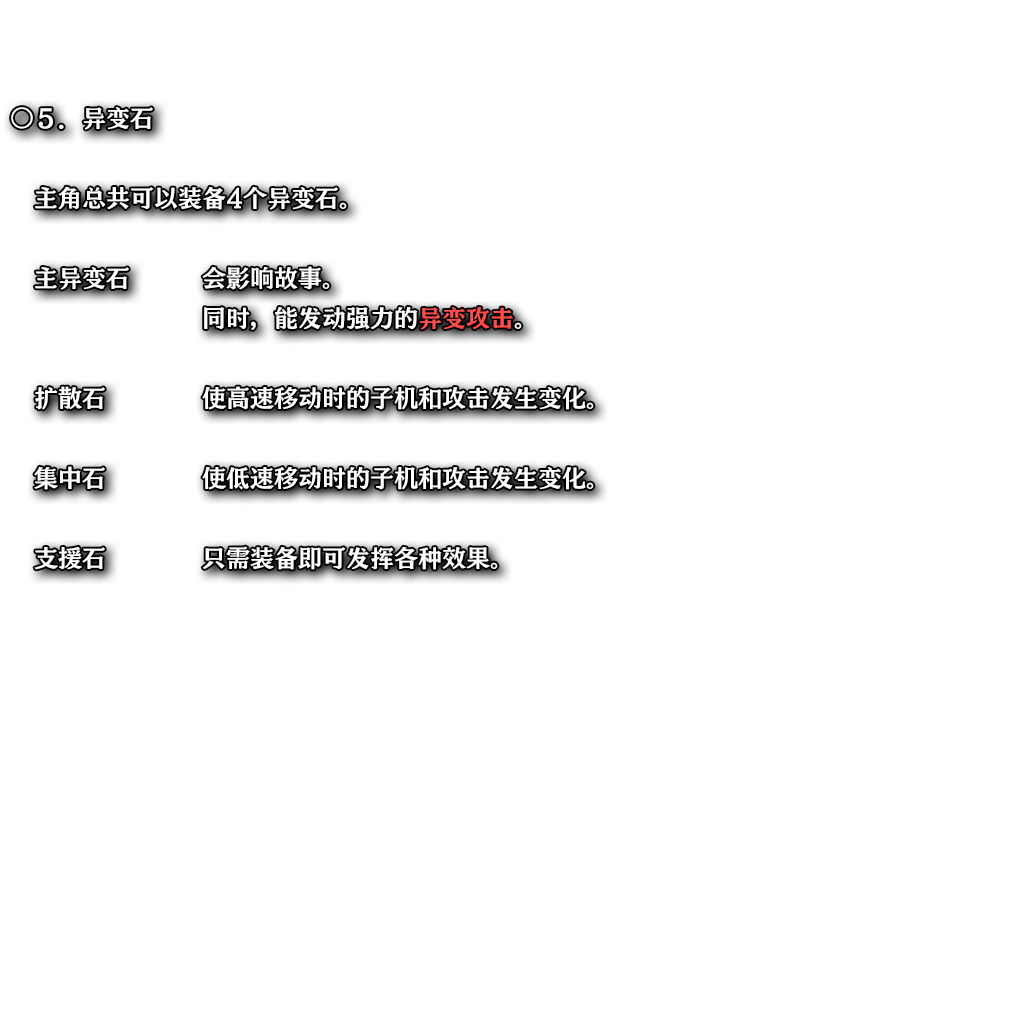 ◎5．异变石
主角总共可以装备4个异变石。
主异变石 会影响故事。
同时，能发动强力的异变攻击。
扩散石 使高速移动时的子机和攻击发生变化。
集中石 使低速移动时的子机和攻击发生变化。
支援石 只需装备即可发挥各种效果。